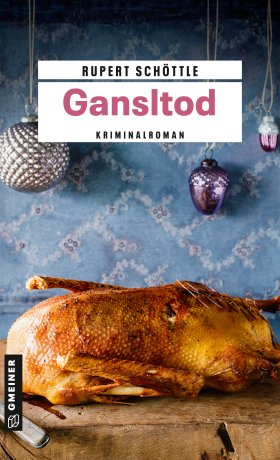 RUPERT SCHÖTTLE
Gansltod
KRIMINALROMAN
GMEINER